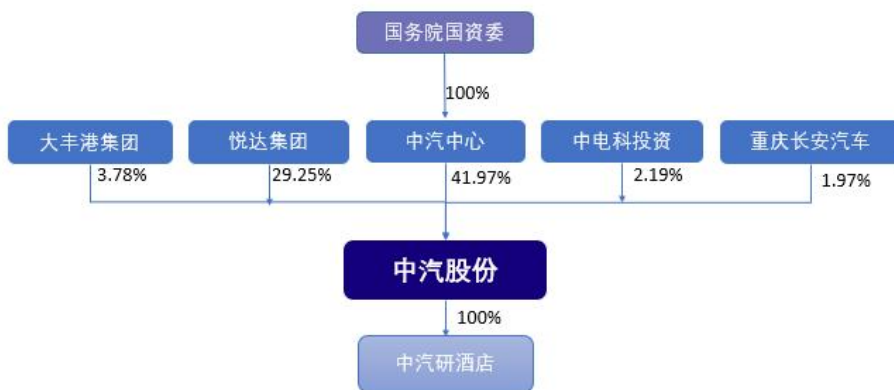 国务院国资委
100%
大丰港集团
悦达集团
中汽中心
中电科投资
重庆长安汽车
3.78%
29.25%
41.97%
2.19%
1.97%
中汽股份
100%
中汽研酒店